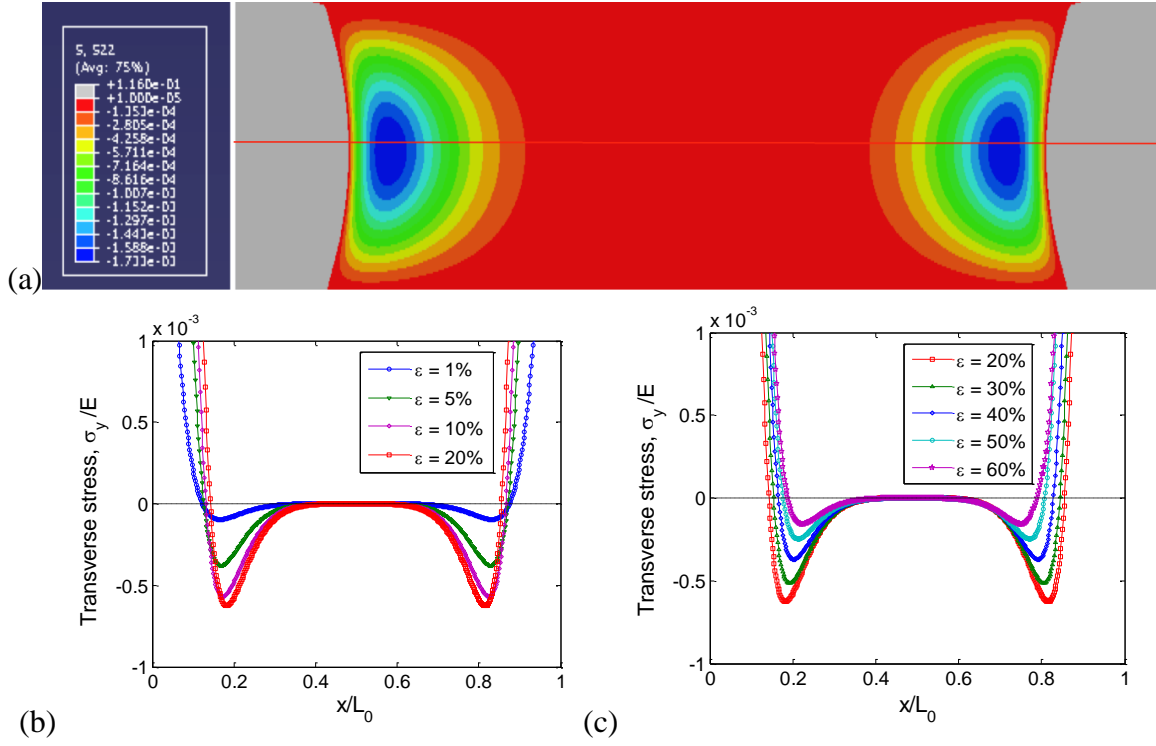 S, S22
(Avg: 75%)
+1.160e-01
+1.000e-05
-1.353e-04
-2.805e-04
-4.258e-04
-5.711e-04
-7.164e-04
-8.616e-04
-1.007e-03
-1.152e-03
-1.297e-03
-1.443e-03
-1.588e-03
-1.733e-03
(a)
x 10⁻³
1
0.5
0
-0.5
-1
Transverse stress, σ_y/E
ε = 1%
ε = 5%
ε = 10%
ε = 20%
0 0.2 0.4 0.6 0.8 1
x/L₀
(b)
x 10⁻³
1
0.5
0
-0.5
-1
Transverse stress, σ_y/E
ε = 20%
ε = 30%
ε = 40%
ε = 50%
ε = 60%
0 0.2 0.4 0.6 0.8 1
x/L₀
(c)